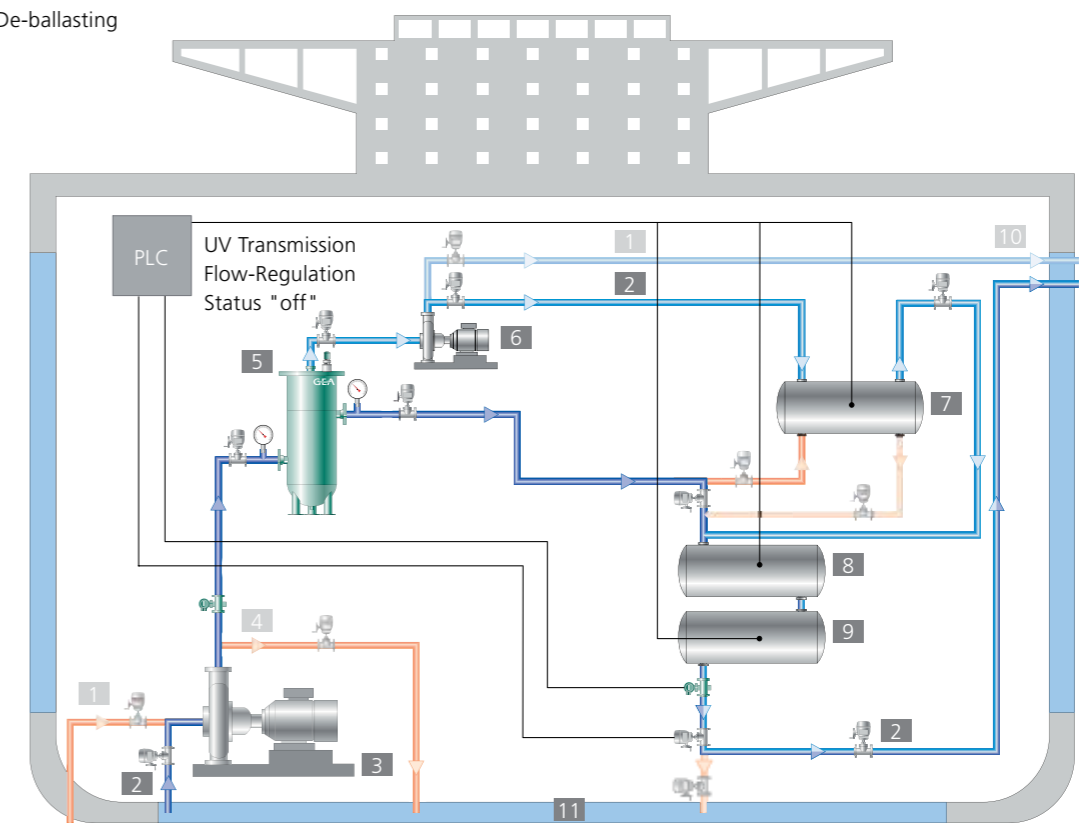 De-ballasting
PLC
UV Transmission
Flow-Regulation
Status "off"
1
10
2
6
5
GEA
7
8
4
9
1
2
2
3
11